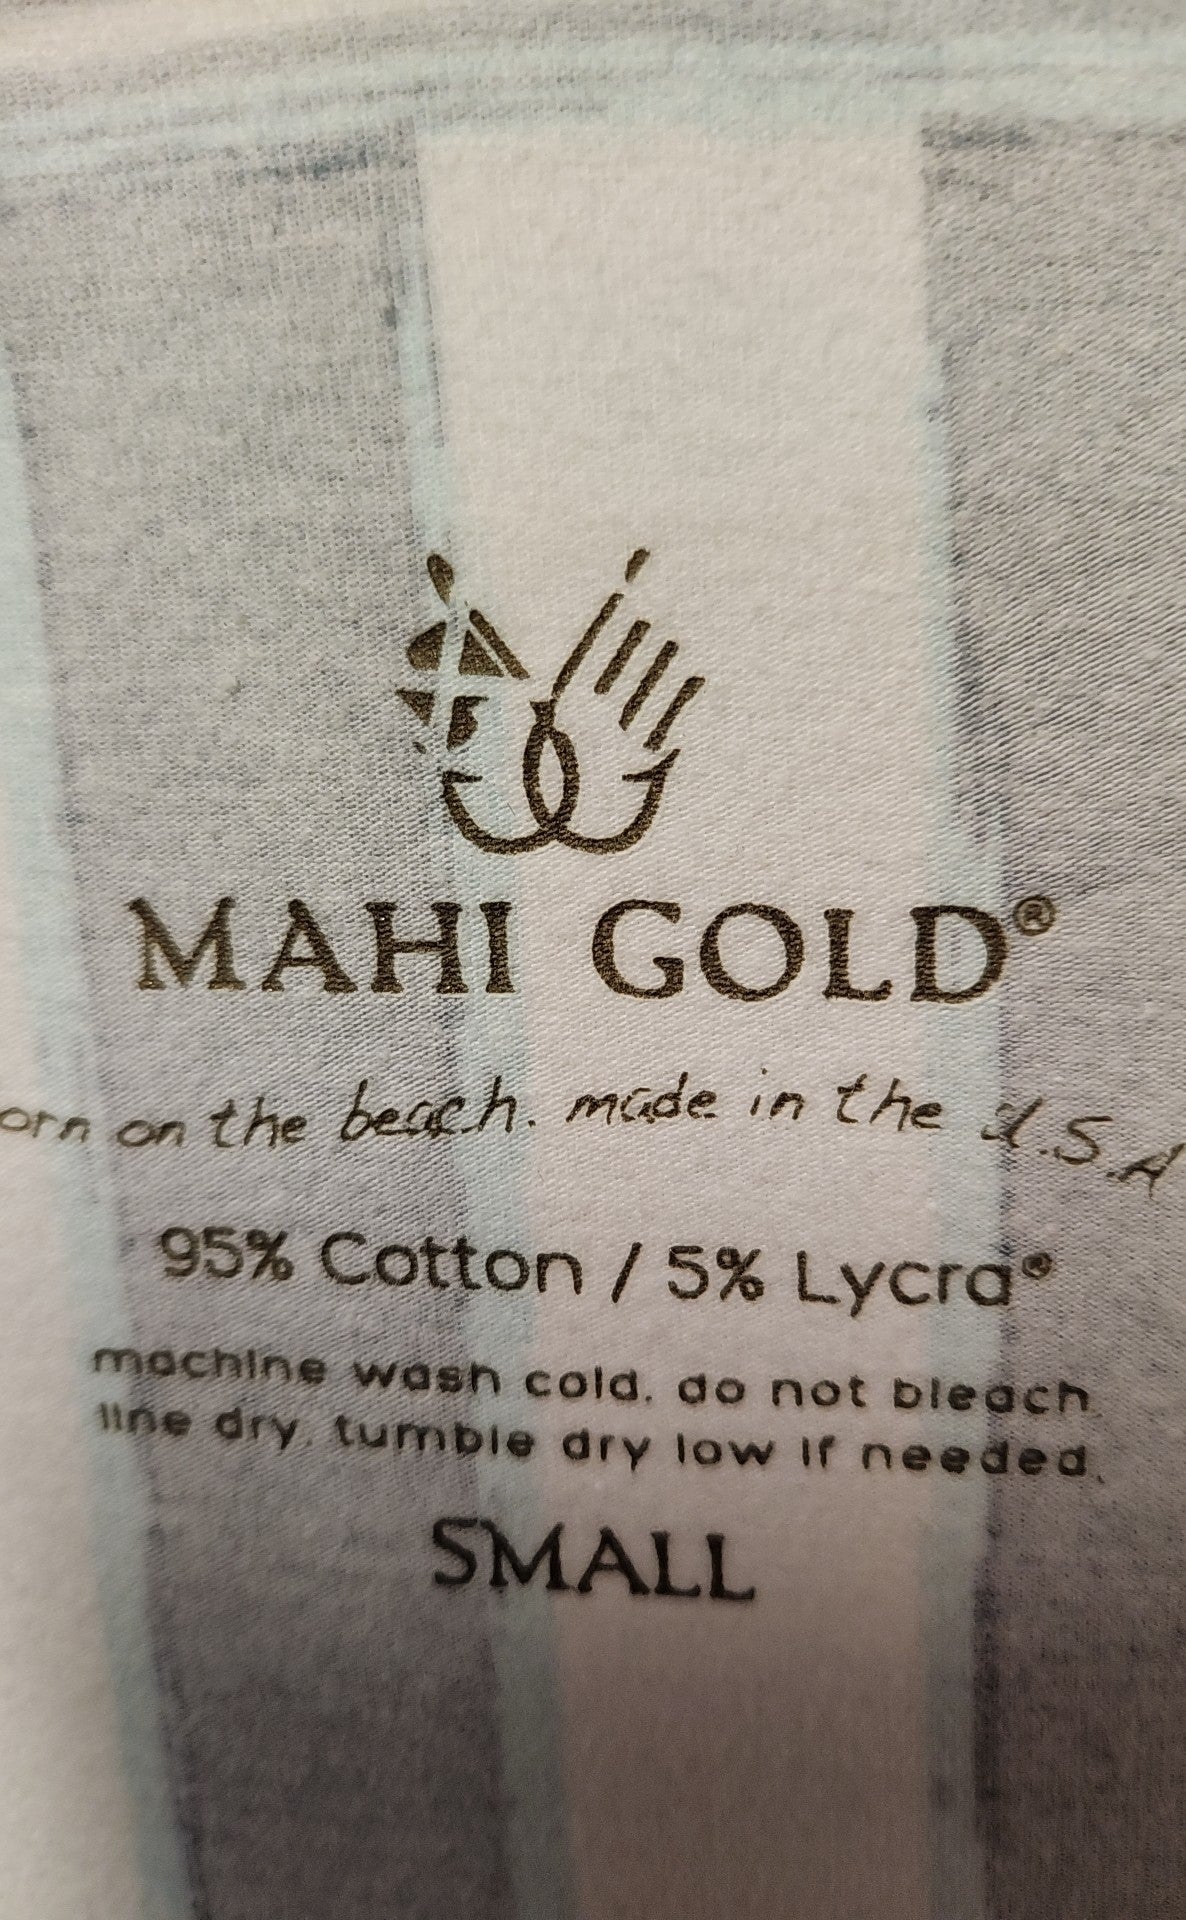 MAHI GOLD®
orn on the beach. made in the U.S.A
95% Cotton / 5% Lycra®
machine wash cold. do not bleach.
line dry. tumble dry low if needed.
SMALL